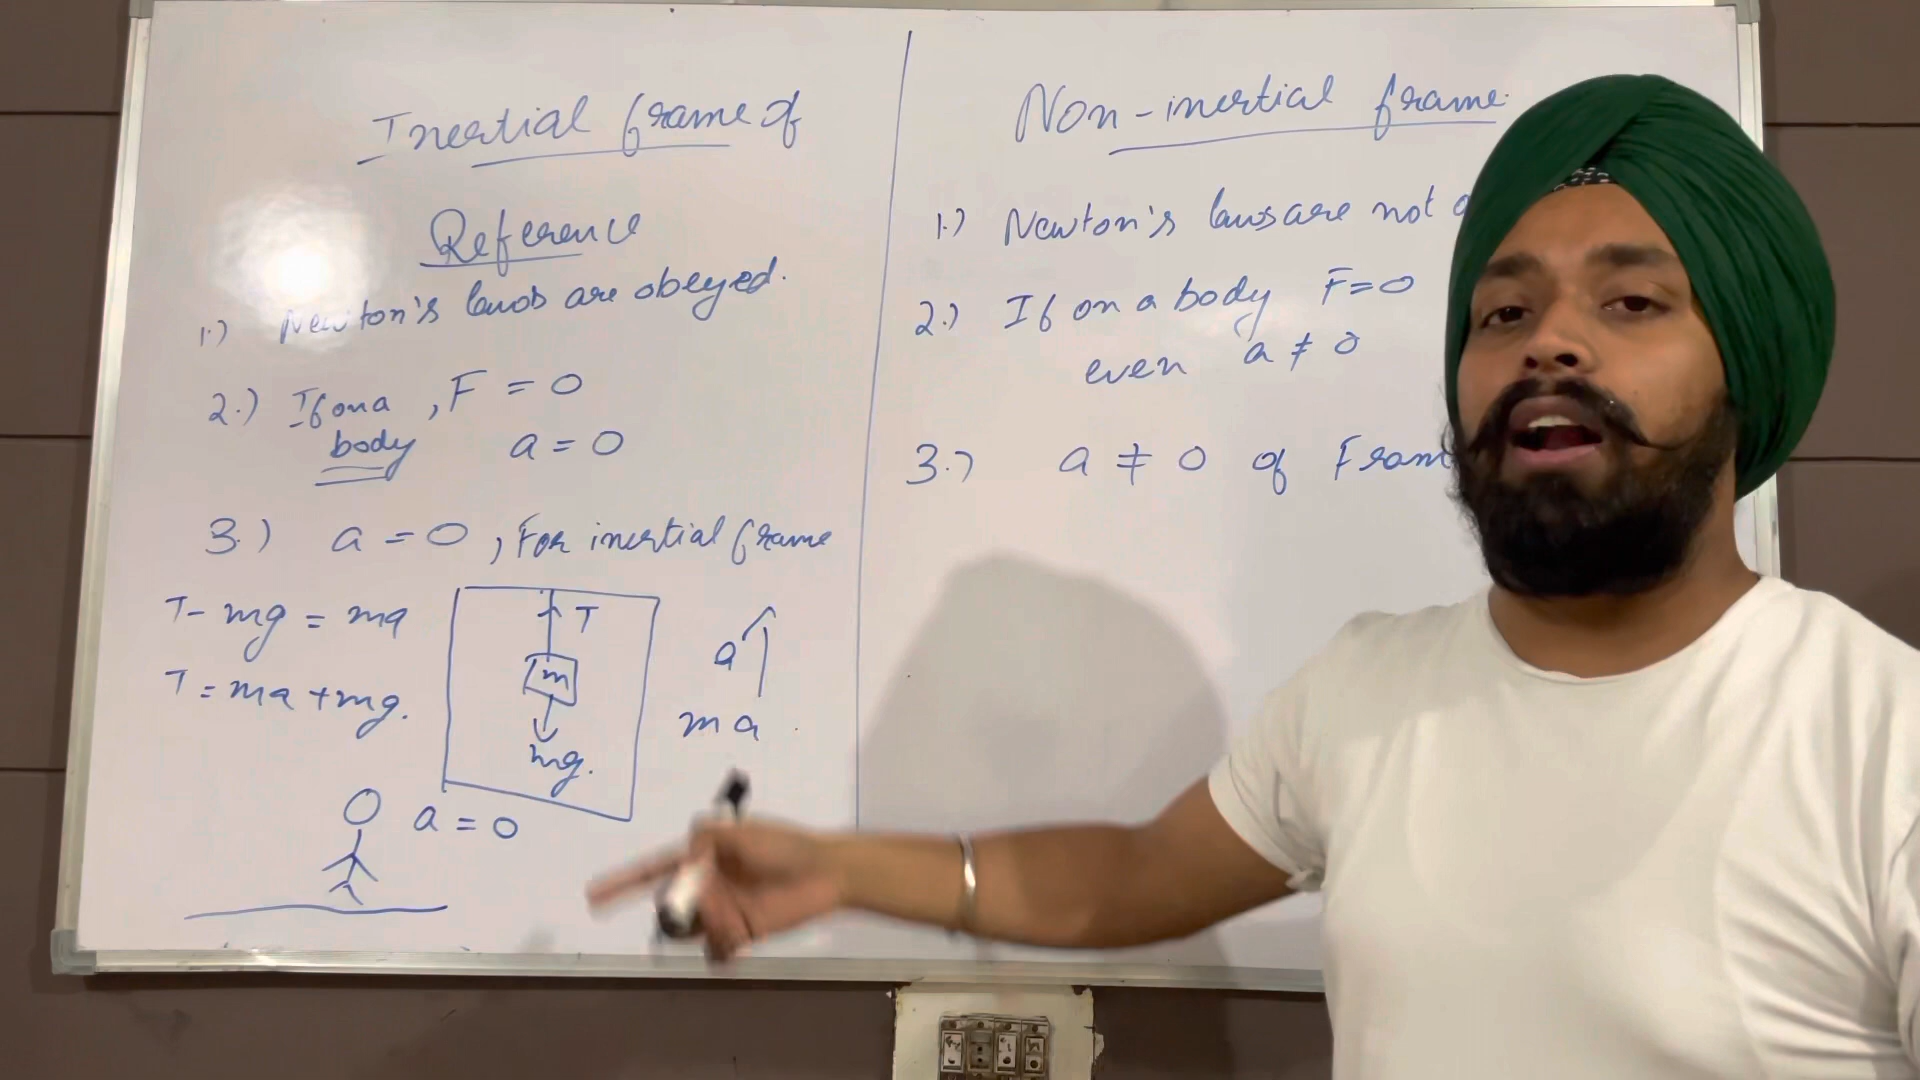 Inertial frame of
Reference
1.) Newton's laws are obeyed.
2.) If on a , F = 0
body a = 0
3.) a = 0 , For inertial frame
T - mg = ma
T = ma + mg.
T
m
mg.
a
ma
a = 0
Non-inertial frame.
1.) Newton's laws are not
2.) If on a body F = 0
even a ≠ 0
3.) a ≠ 0 of Fram